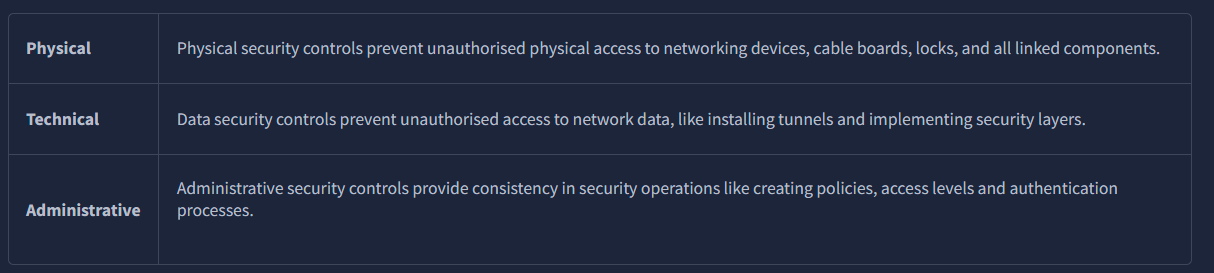 Physical
Physical security controls prevent unauthorised physical access to networking devices, cable boards, locks, and all linked components.
Technical
Data security controls prevent unauthorised access to network data, like installing tunnels and implementing security layers.
Administrative
Administrative security controls provide consistency in security operations like creating policies, access levels and authentication
processes.